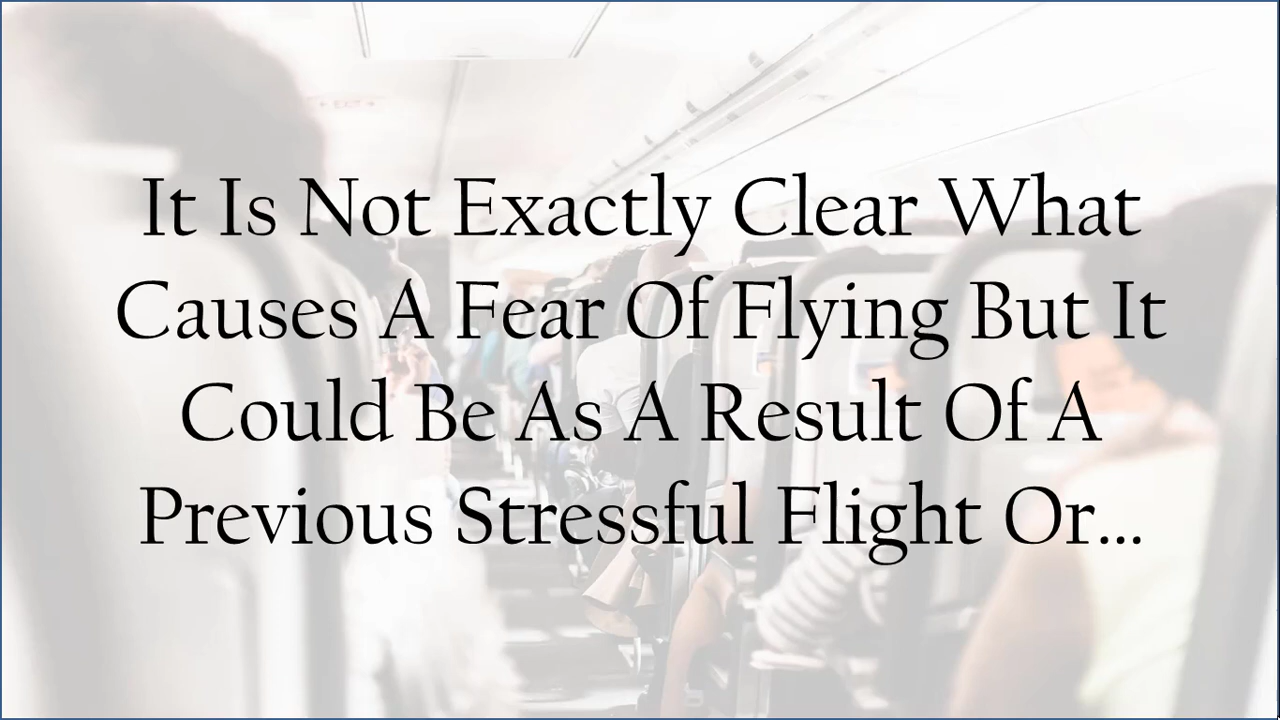 It Is Not Exactly Clear What
Causes A Fear Of Flying But It
Could Be As A Result Of A
Previous Stressful Flight Or...